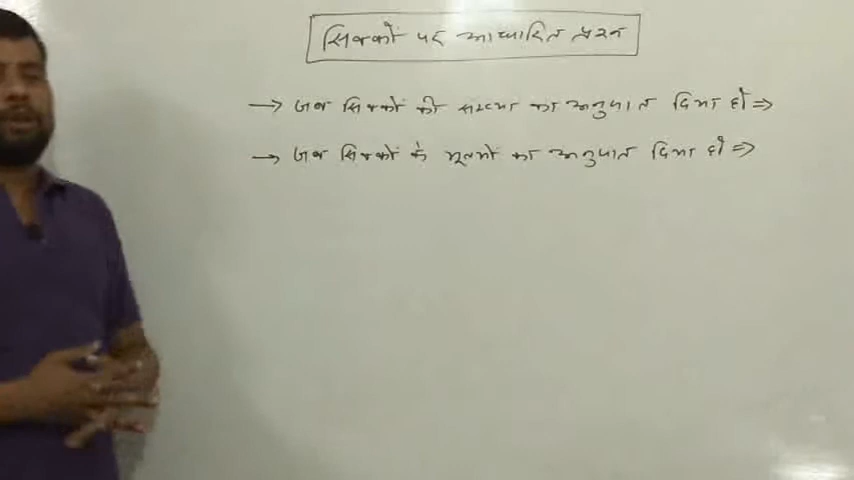 सिक्कों पर आधारित प्रश्न
→ जब सिक्कों की संख्या का अनुपात दिया हो ⇒
→ जब सिक्कों के मूल्यों का अनुपात दिया हो ⇒